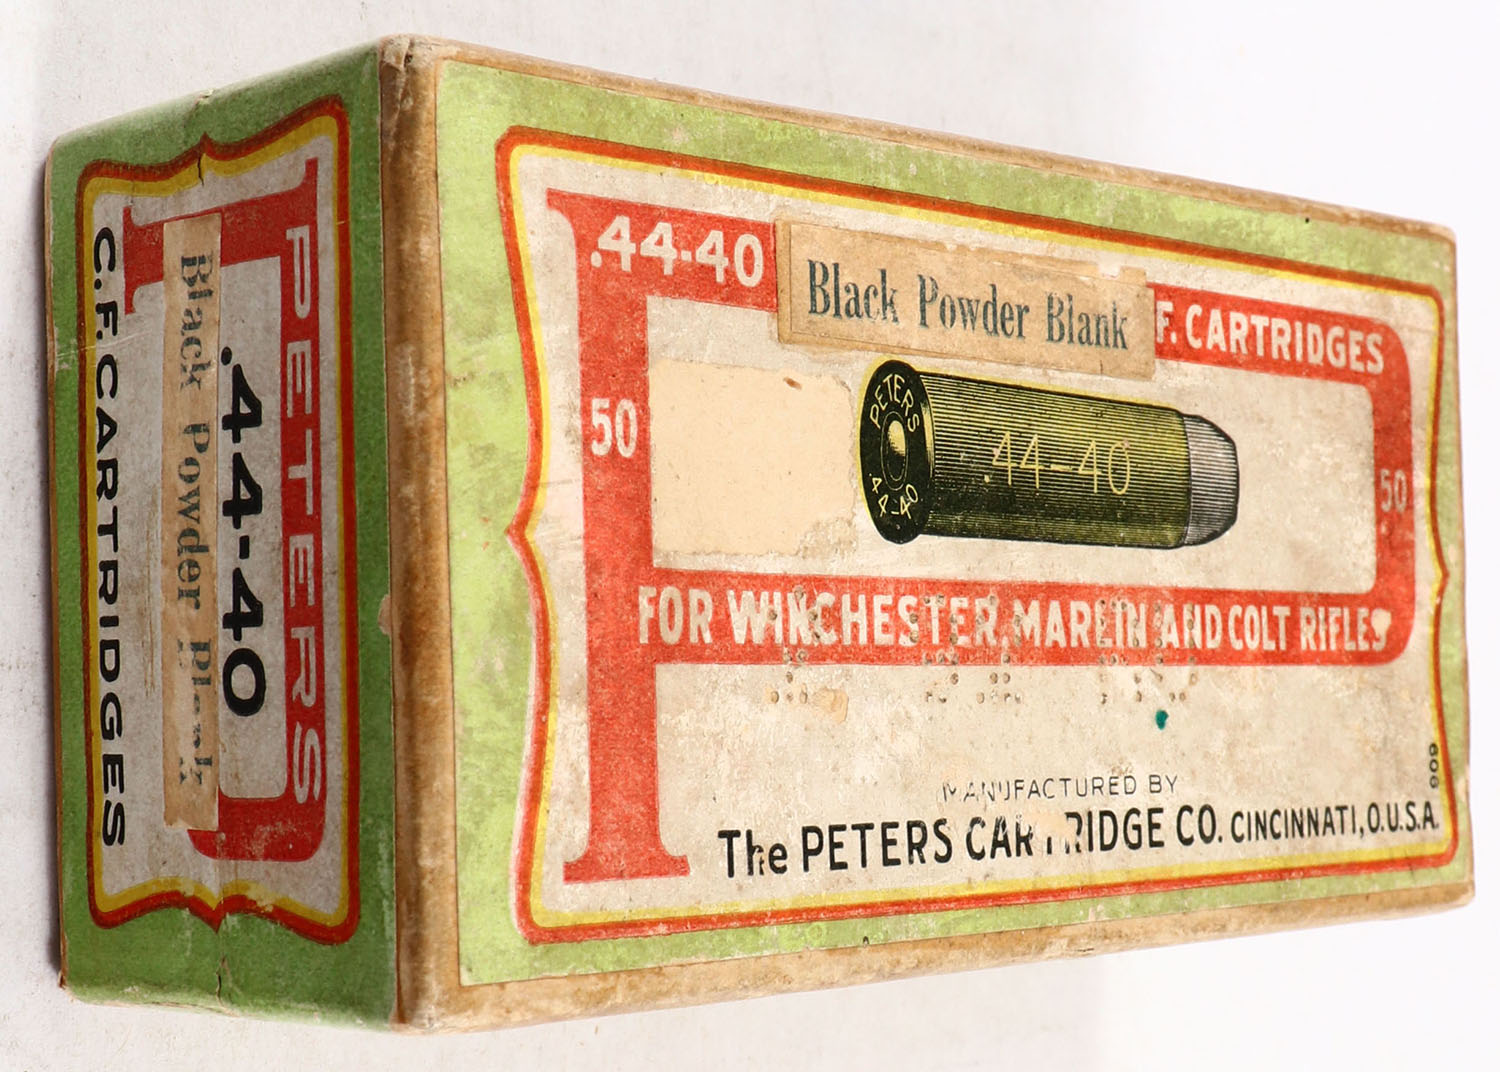 PETERS
.44-40
Black Powder Blank
C.F. CARTRIDGES
.44-40
Black Powder Blank
F. CARTRIDGES
PETERS
.44-40
.44-40
50
50
FOR WINCHESTER, MARLIN AND COLT RIFLES
MANUFACTURED BY
The PETERS CARTRIDGE CO. CINCINNATI, O.U.S.A.
606